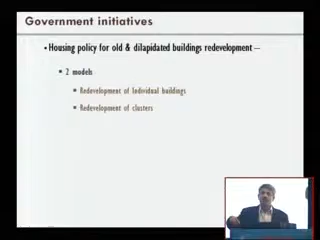 Government initiatives
• Housing policy for old & dilapidated buildings redevelopment –
▪ 2 models
▪ Redevelopment of Individual buildings
▪ Redevelopment of clusters